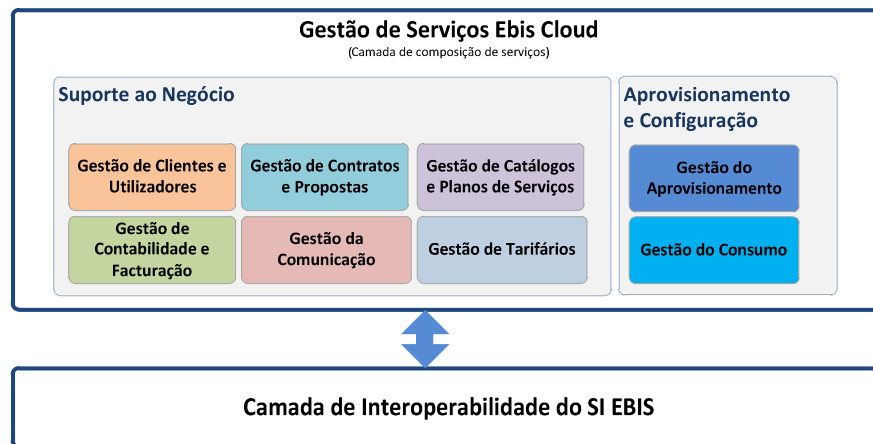 Gestão de Serviços Ebis Cloud
(Camada de composição de serviços)
Suporte ao Negócio
Gestão de Clientes e
Utilizadores
Gestão de Contratos
e Propostas
Gestão de Catálogos
e Planos de Serviços
Gestão de
Contabilidade e
Facturação
Gestão da
Comunicação
Gestão de Tarifários
Aprovisionamento
e Configuração
Gestão do
Aprovisionamento
Gestão do Consumo
Camada de Interoperabilidade do SI EBIS